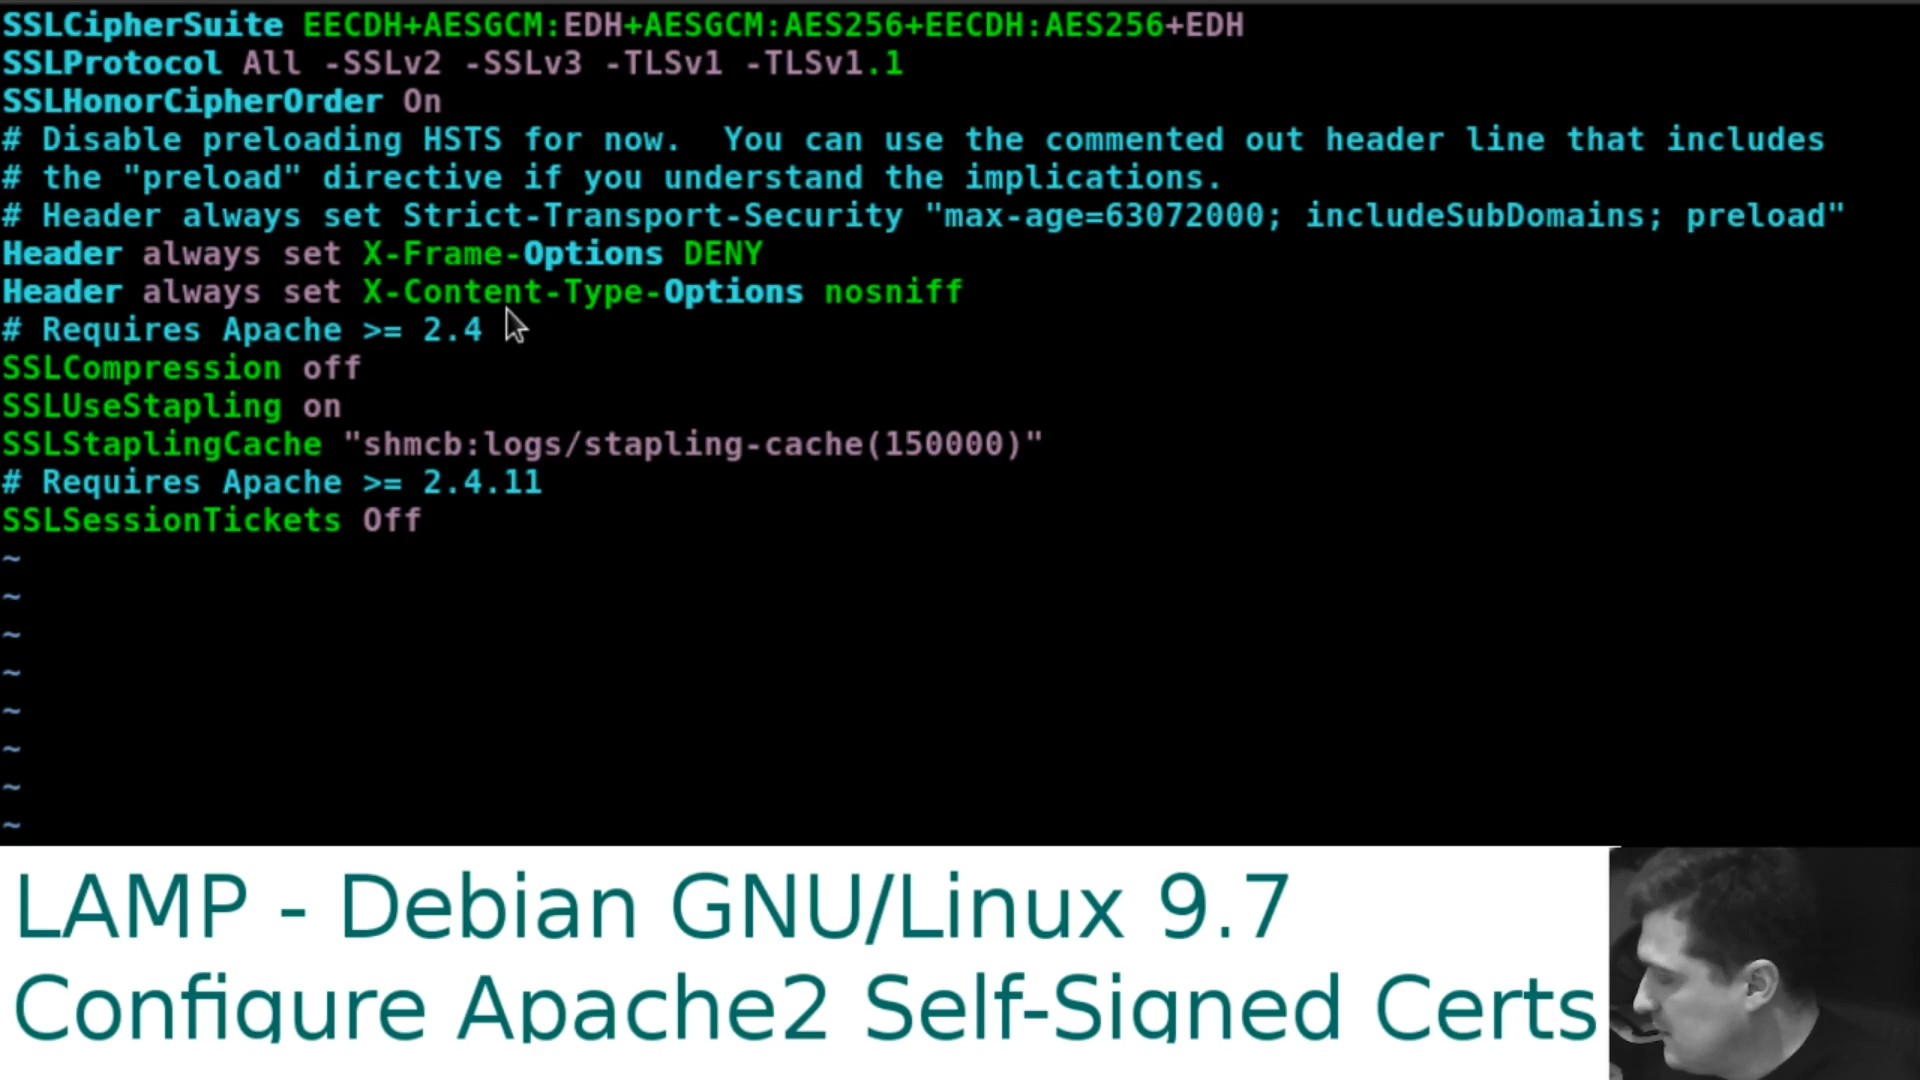 SSLCipherSuite EECDH+AESGCM:EDH+AESGCM:AES256+EECDH:AES256+EDH
SSLProtocol All -SSLv2 -SSLv3 -TLSv1 -TLSv1.1
SSLHonorCipherOrder On
# Disable preloading HSTS for now.  You can use the commented out header line that includes
# the "preload" directive if you understand the implications.
# Header always set Strict-Transport-Security "max-age=63072000; includeSubDomains; preload"
Header always set X-Frame-Options DENY
Header always set X-Content-Type-Options nosniff
# Requires Apache >= 2.4
SSLCompression off
SSLUseStapling on
SSLStaplingCache "shmcb:logs/stapling-cache(150000)"
# Requires Apache >= 2.4.11
SSLSessionTickets Off
~
~
~
~
~
~
~
~
LAMP - Debian GNU/Linux 9.7
Configure Apache2 Self-Signed Certs